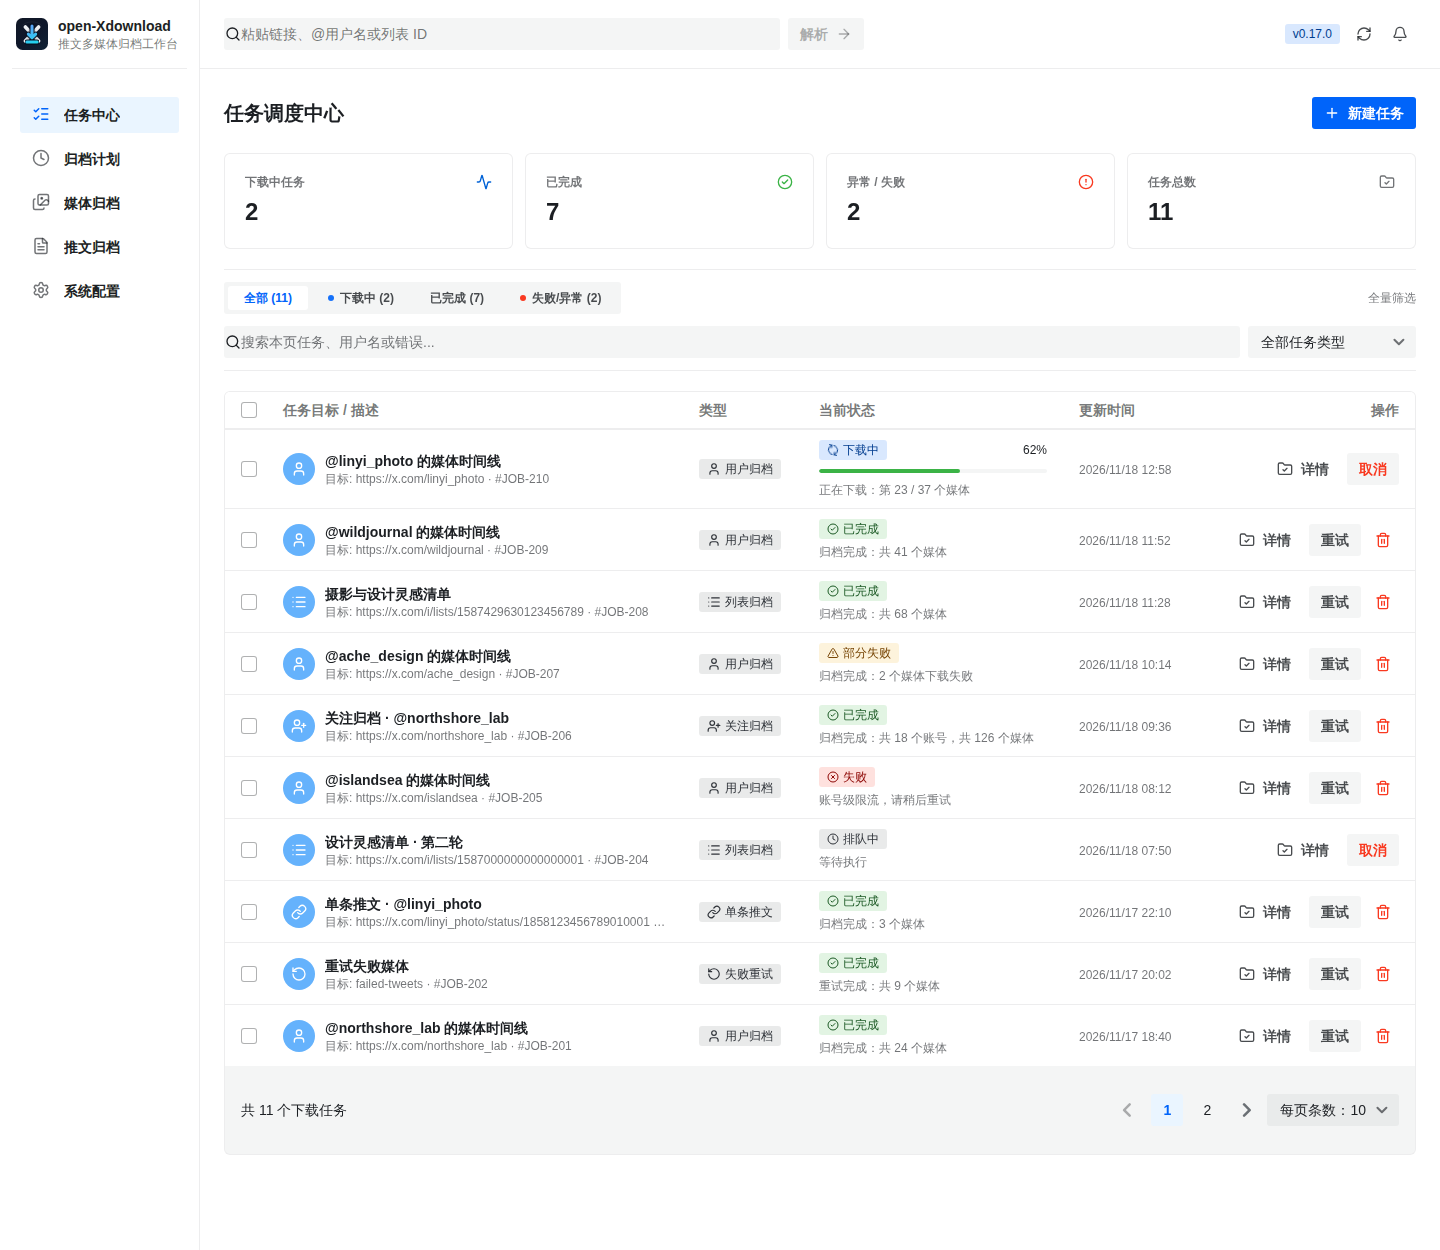 open-Xdownload
推文多媒体归档工作台
粘贴链接、@用户名或列表 ID
解析
v0.17.0
任务中心
归档计划
媒体归档
推文归档
系统配置
任务调度中心
新建任务
下载中任务
2
已完成
7
异常 / 失败
2
任务总数
11
全部 (11)
下载中 (2)
已完成 (7)
失败/异常 (2)
全量筛选
搜索本页任务、用户名或错误...
全部任务类型
任务目标 / 描述 类型 当前状态 更新时间 操作
@linyi_photo 的媒体时间线
目标: https://x.com/linyi_photo · #JOB-210
用户归档
下载中 62%
正在下载：第 23 / 37 个媒体
2026/11/18 12:58
详情 取消
@wildjournal 的媒体时间线
目标: https://x.com/wildjournal · #JOB-209
用户归档
已完成
归档完成：共 41 个媒体
2026/11/18 11:52
详情 重试
摄影与设计灵感清单
目标: https://x.com/i/lists/1587429630123456789 · #JOB-208
列表归档
已完成
归档完成：共 68 个媒体
2026/11/18 11:28
详情 重试
@ache_design 的媒体时间线
目标: https://x.com/ache_design · #JOB-207
用户归档
部分失败
归档完成：2 个媒体下载失败
2026/11/18 10:14
详情 重试
关注归档 · @northshore_lab
目标: https://x.com/northshore_lab · #JOB-206
关注归档
已完成
归档完成：共 18 个账号，共 126 个媒体
2026/11/18 09:36
详情 重试
@islandsea 的媒体时间线
目标: https://x.com/islandsea · #JOB-205
用户归档
失败
账号级限流，请稍后重试
2026/11/18 08:12
详情 重试
设计灵感清单 · 第二轮
目标: https://x.com/i/lists/1587000000000000001 · #JOB-204
列表归档
排队中
等待执行
2026/11/18 07:50
详情 取消
单条推文 · @linyi_photo
目标: https://x.com/linyi_photo/status/1858123456789010001 …
单条推文
已完成
归档完成：3 个媒体
2026/11/17 22:10
详情 重试
重试失败媒体
目标: failed-tweets · #JOB-202
失败重试
已完成
重试完成：共 9 个媒体
2026/11/17 20:02
详情 重试
@northshore_lab 的媒体时间线
目标: https://x.com/northshore_lab · #JOB-201
用户归档
已完成
归档完成：共 24 个媒体
2026/11/17 18:40
详情 重试
共 11 个下载任务
1 2
每页条数：10